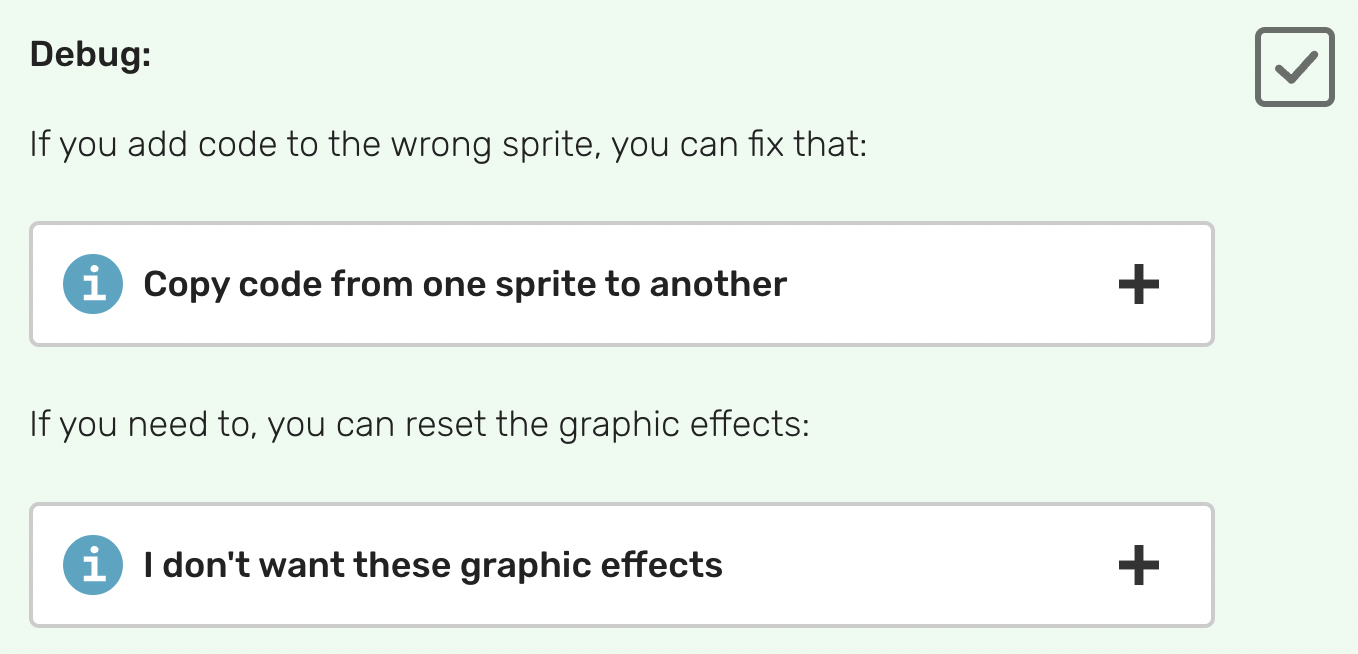 Debug:
If you add code to the wrong sprite, you can fix that:
Copy code from one sprite to another
If you need to, you can reset the graphic effects:
I don't want these graphic effects